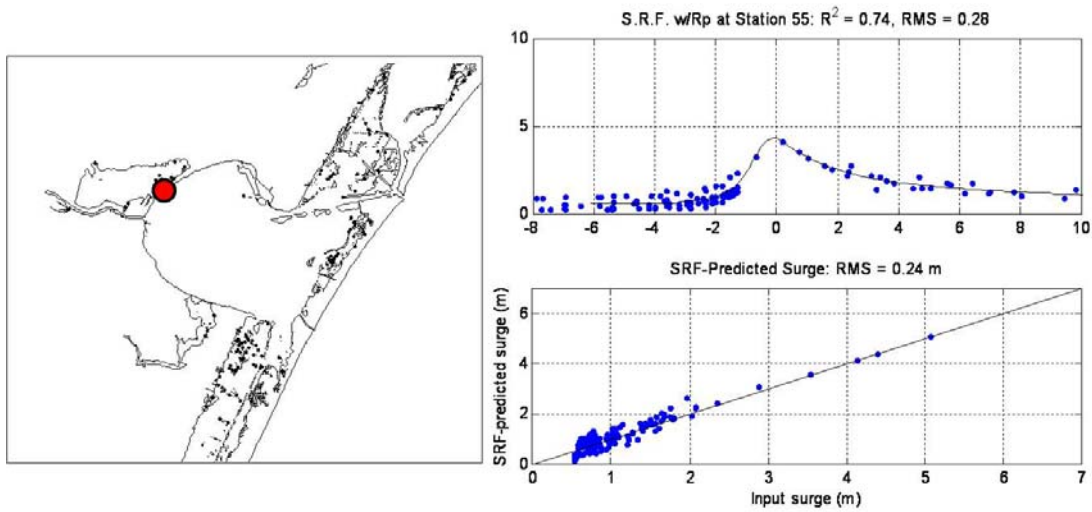 S.R.F. w/Rp at Station 55: R² = 0.74, RMS = 0.28
10
5
0
-8 -6 -4 -2 0 2 4 6 8 10
SRF-Predicted Surge: RMS = 0.24 m
SRF-predicted surge (m)
6
4
2
0
0 1 2 3 4 5 6 7
Input surge (m)